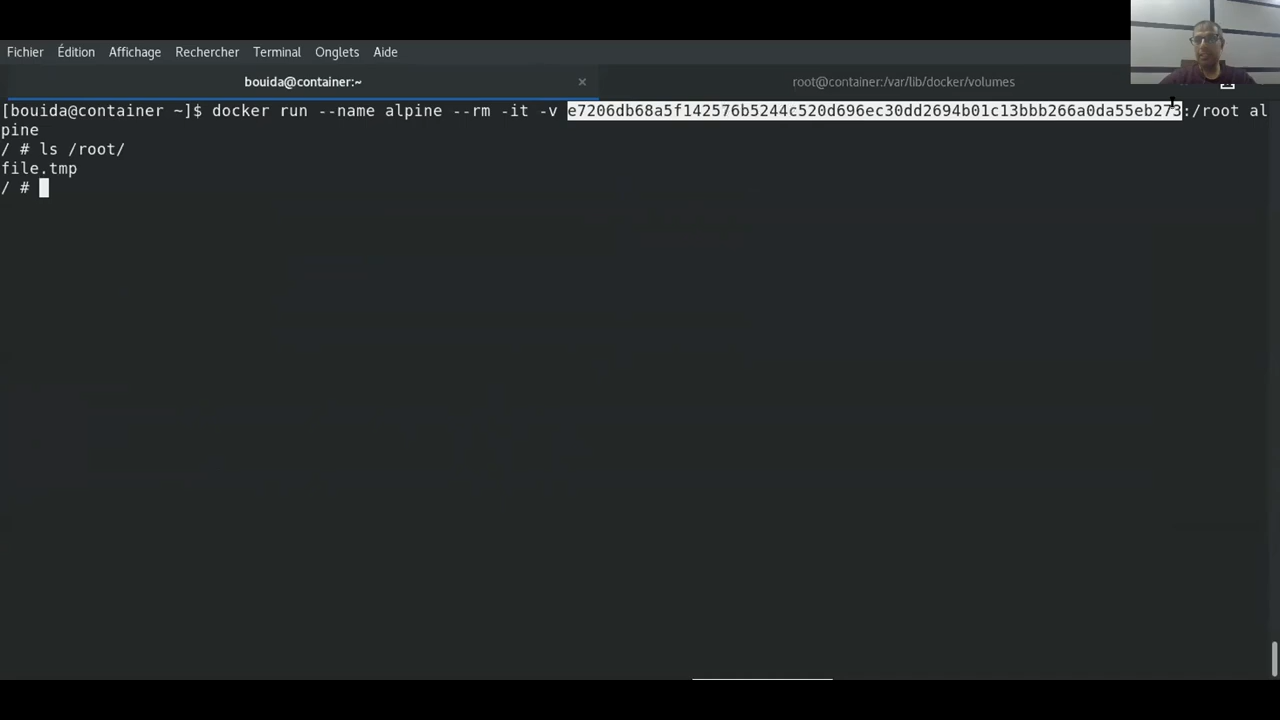 Fichier Édition Affichage Rechercher Terminal Onglets Aide
bouida@container:~ × root@container:/var/lib/docker/volumes
[bouida@container ~]$ docker run --name alpine --rm -it -v e7206db68a5f142576b5244c520d696ec30dd2694b01c13bbb266a0da55eb273:/root al
pine
/ # ls /root/
file.tmp
/ #